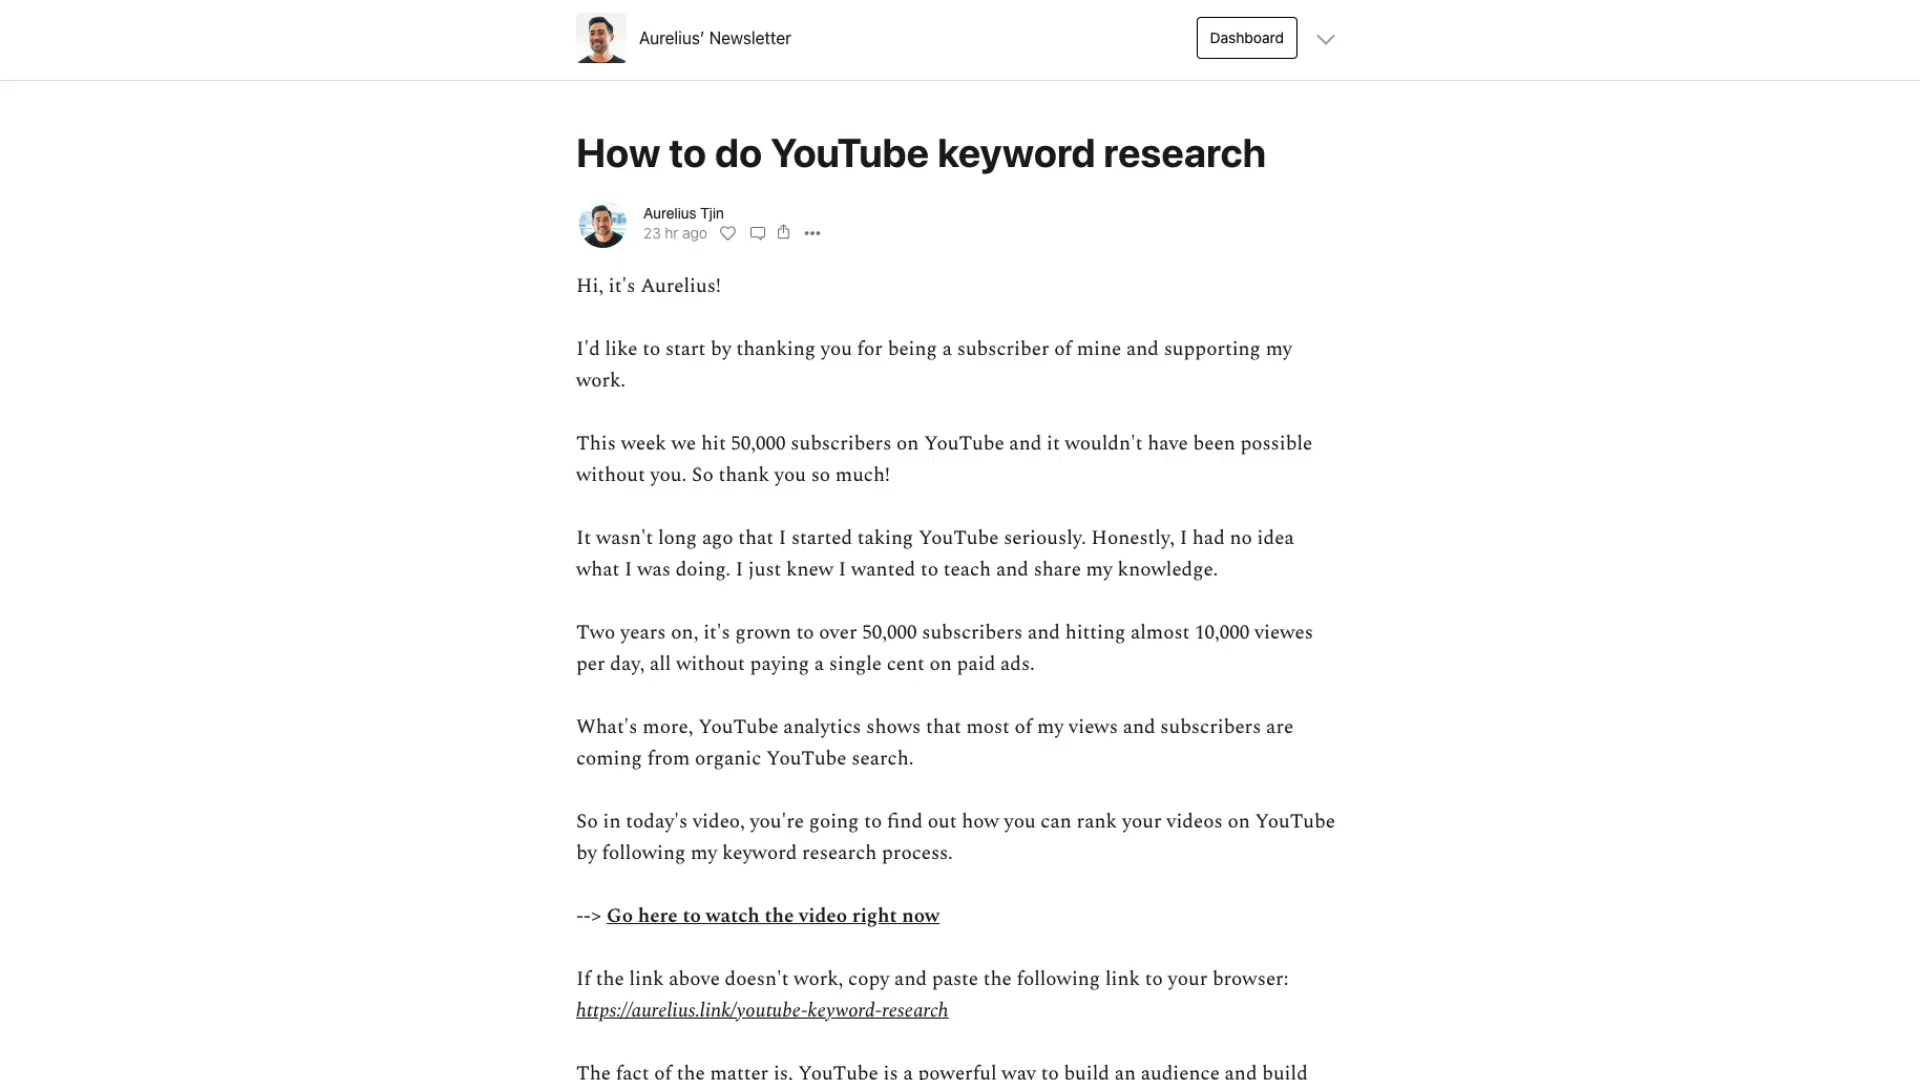 Aurelius' Newsletter
Dashboard
How to do YouTube keyword research
Aurelius Tjin
23 hr ago
Hi, it's Aurelius!
I'd like to start by thanking you for being a subscriber of mine and supporting my
work.
This week we hit 50,000 subscribers on YouTube and it wouldn't have been possible
without you. So thank you so much!
It wasn't long ago that I started taking YouTube seriously. Honestly, I had no idea
what I was doing. I just knew I wanted to teach and share my knowledge.
Two years on, it's grown to over 50,000 subscribers and hitting almost 10,000 viewes
per day, all without paying a single cent on paid ads.
What's more, YouTube analytics shows that most of my views and subscribers are
coming from organic YouTube search.
So in today's video, you're going to find out how you can rank your videos on YouTube
by following my keyword research process.
--> Go here to watch the video right now
If the link above doesn't work, copy and paste the following link to your browser:
https://aurelius.link/youtube-keyword-research
The fact of the matter is, YouTube is a powerful way to build an audience and build